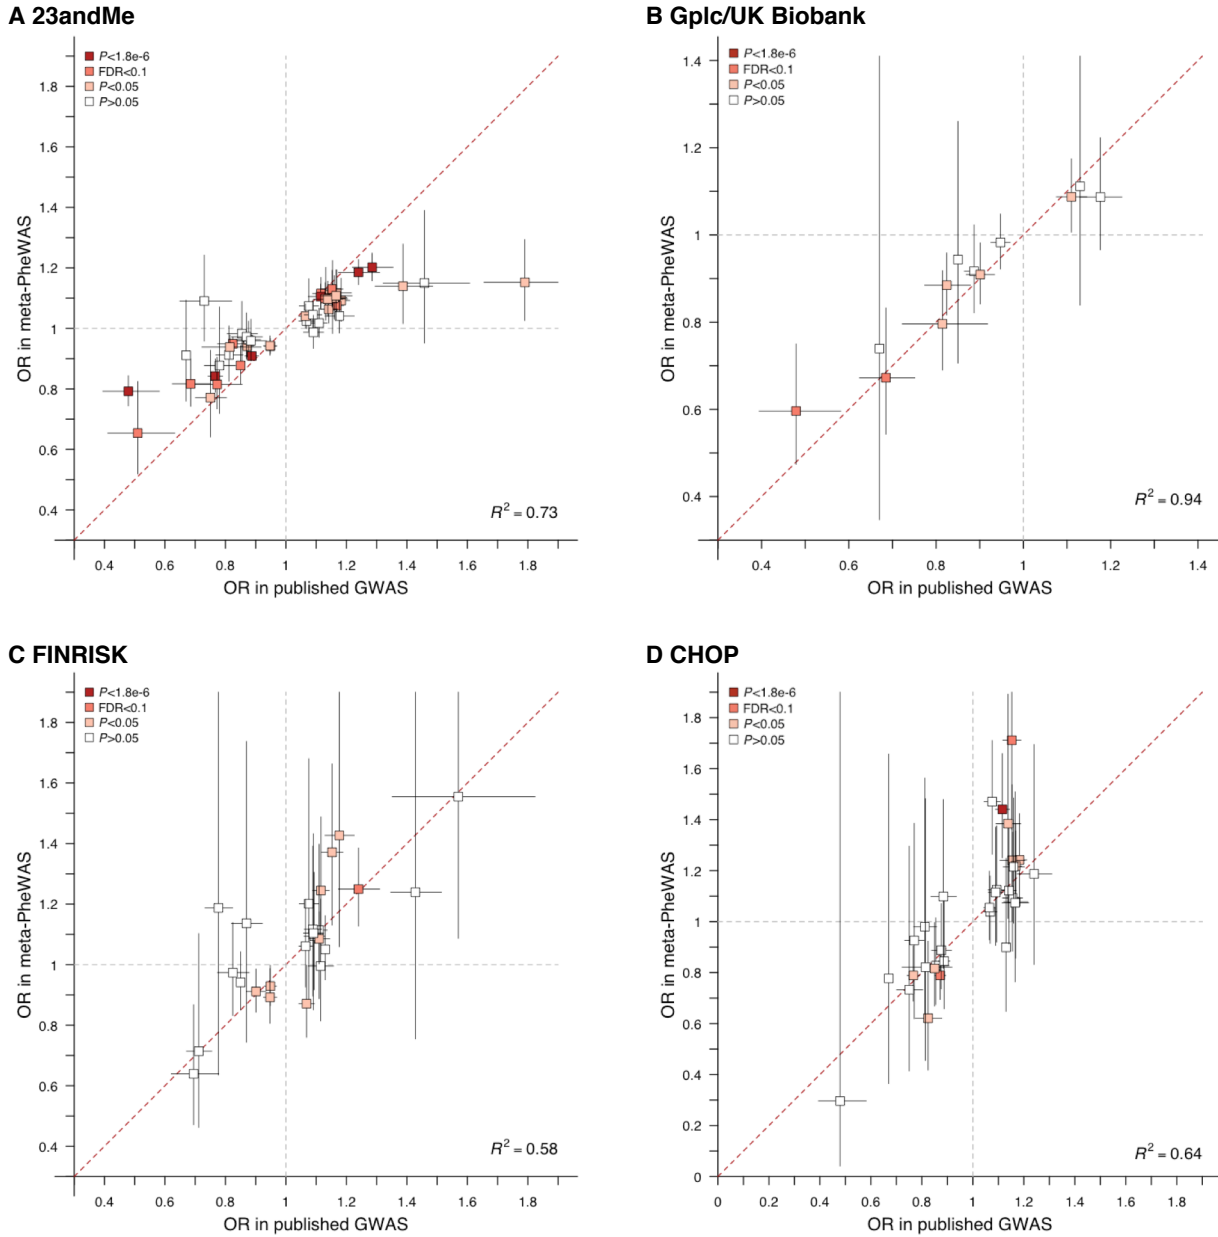 A 23andMe
P<1.8e-6
FDR<0.1
P<0.05
P>0.05
1.8
1.6
1.4
1.2
1
0.8
0.6
0.4
OR in meta-PheWAS
R² = 0.73
0.4 0.6 0.8 1 1.2 1.4 1.6 1.8
OR in published GWAS
B Gplc/UK Biobank
P<1.8e-6
FDR<0.1
P<0.05
P>0.05
1.4
1.2
1
0.8
0.6
0.4
OR in meta-PheWAS
R² = 0.94
0.4 0.6 0.8 1 1.2 1.4
OR in published GWAS
C FINRISK
P<1.8e-6
FDR<0.1
P<0.05
P>0.05
1.8
1.6
1.4
1.2
1
0.8
0.6
0.4
OR in meta-PheWAS
R² = 0.58
0.4 0.6 0.8 1 1.2 1.4 1.6 1.8
OR in published GWAS
D CHOP
P<1.8e-6
FDR<0.1
P<0.05
P>0.05
1.8
1.6
1.4
1.2
1
0.8
0.6
0.4
0.2
0
OR in meta-PheWAS
R² = 0.64
0 0.2 0.4 0.6 0.8 1 1.2 1.4 1.6 1.8
OR in published GWAS